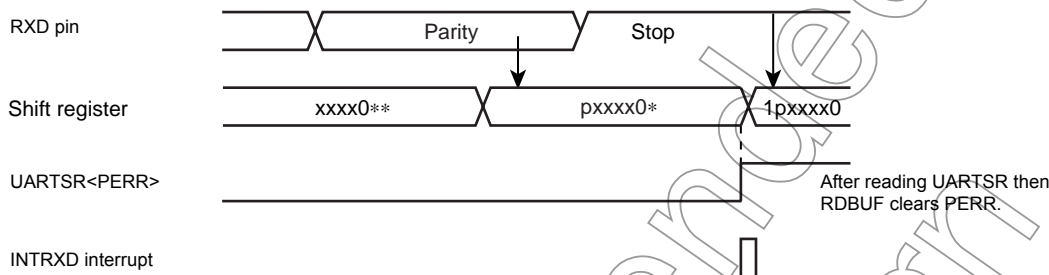 RXD pin
Parity
Stop
Shift register
xxxx0**
pxxxx0*
1pxxxx0
UARTSR<PERR>
After reading UARTSR then
RDBUF clears PERR.
INTRXD interrupt